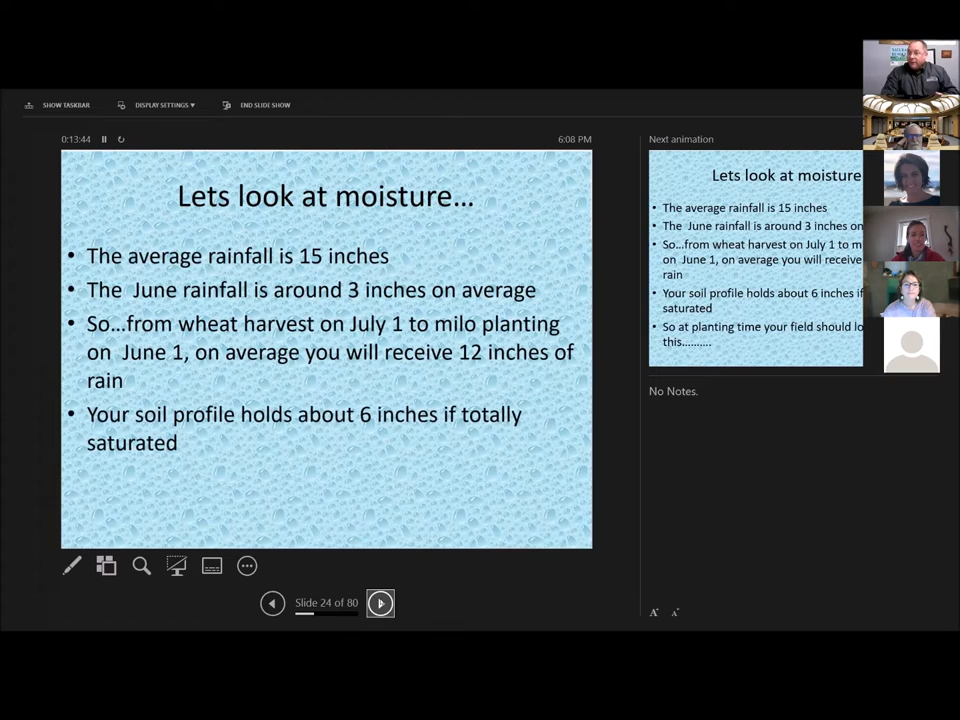 SHOW TASKBAR
DISPLAY SETTINGS ▾
END SLIDE SHOW
0:13:44
6:08 PM
Lets look at moisture…
• The average rainfall is 15 inches
• The  June rainfall is around 3 inches on average
• So…from wheat harvest on July 1 to milo planting
on  June 1, on average you will receive 12 inches of
rain
• Your soil profile holds about 6 inches if totally
saturated
Slide 24 of 80
Next animation
Lets look at moisture
• The average rainfall is 15 inches
• The  June rainfall is around 3 inches on
• So…from wheat harvest on July 1 to m
on  June 1, on average you will receive
rain
• Your soil profile holds about 6 inches if
saturated
• So at planting time your field should lo
this……….
No Notes.
A A